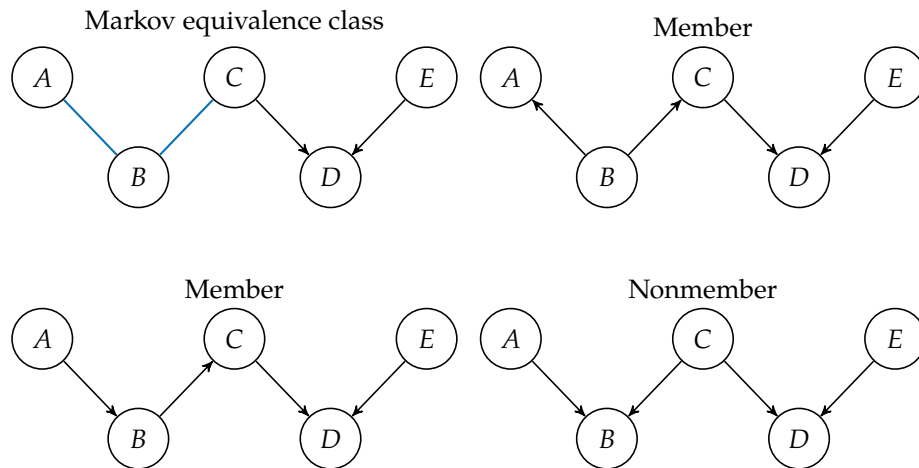 Markov equivalence class
A C E
B D
Member
A C E
B D
Member
A C E
B D
Nonmember
A C E
B D